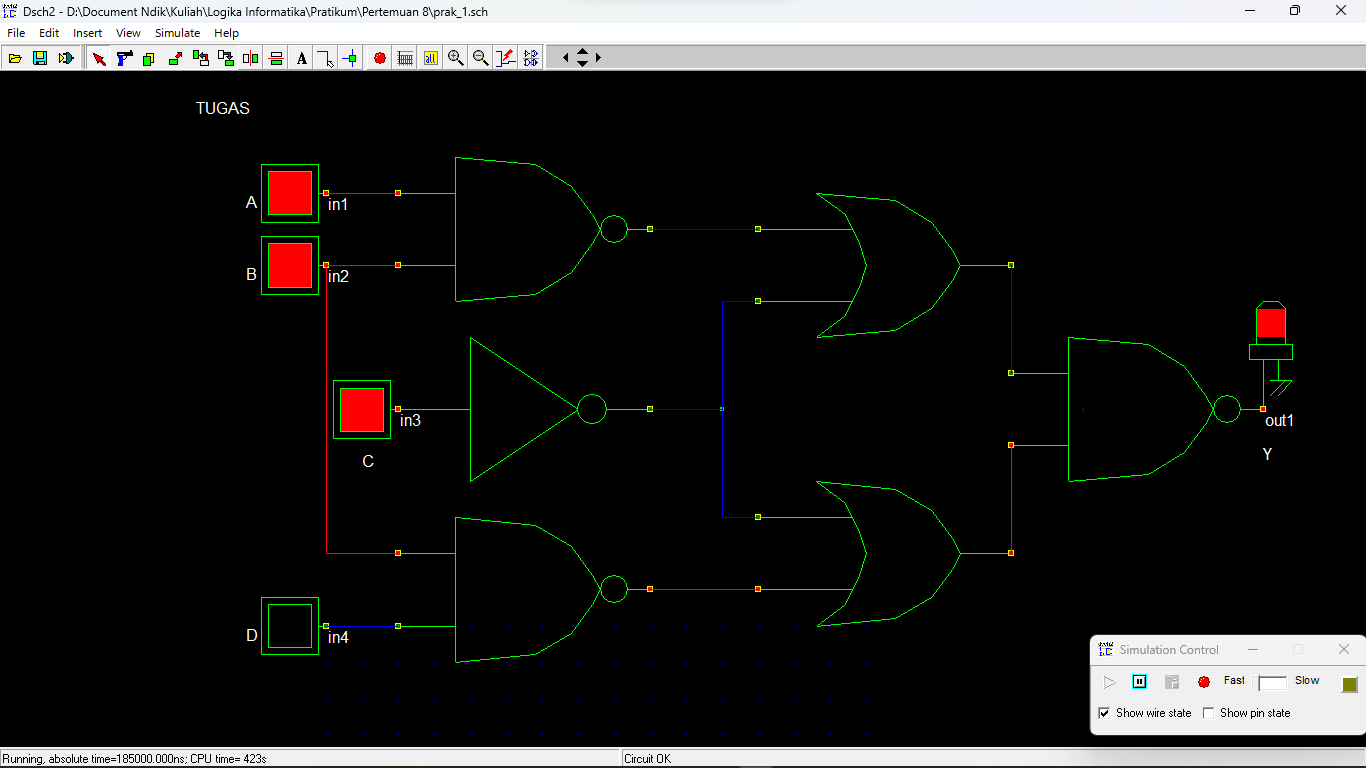 Dsch2 - D:\Document Ndik\Kuliah\Logika Informatika\Pratikum\Pertemuan 8\prak_1.sch
File Edit Insert View Simulate Help
A
TUGAS
A
in1
B
in2
in3
C
out1
Y
D
in4
Simulation Control
Fast Slow
Show wire state Show pin state
Running, absolute time=185000.000ns; CPU time= 423s
Circuit OK